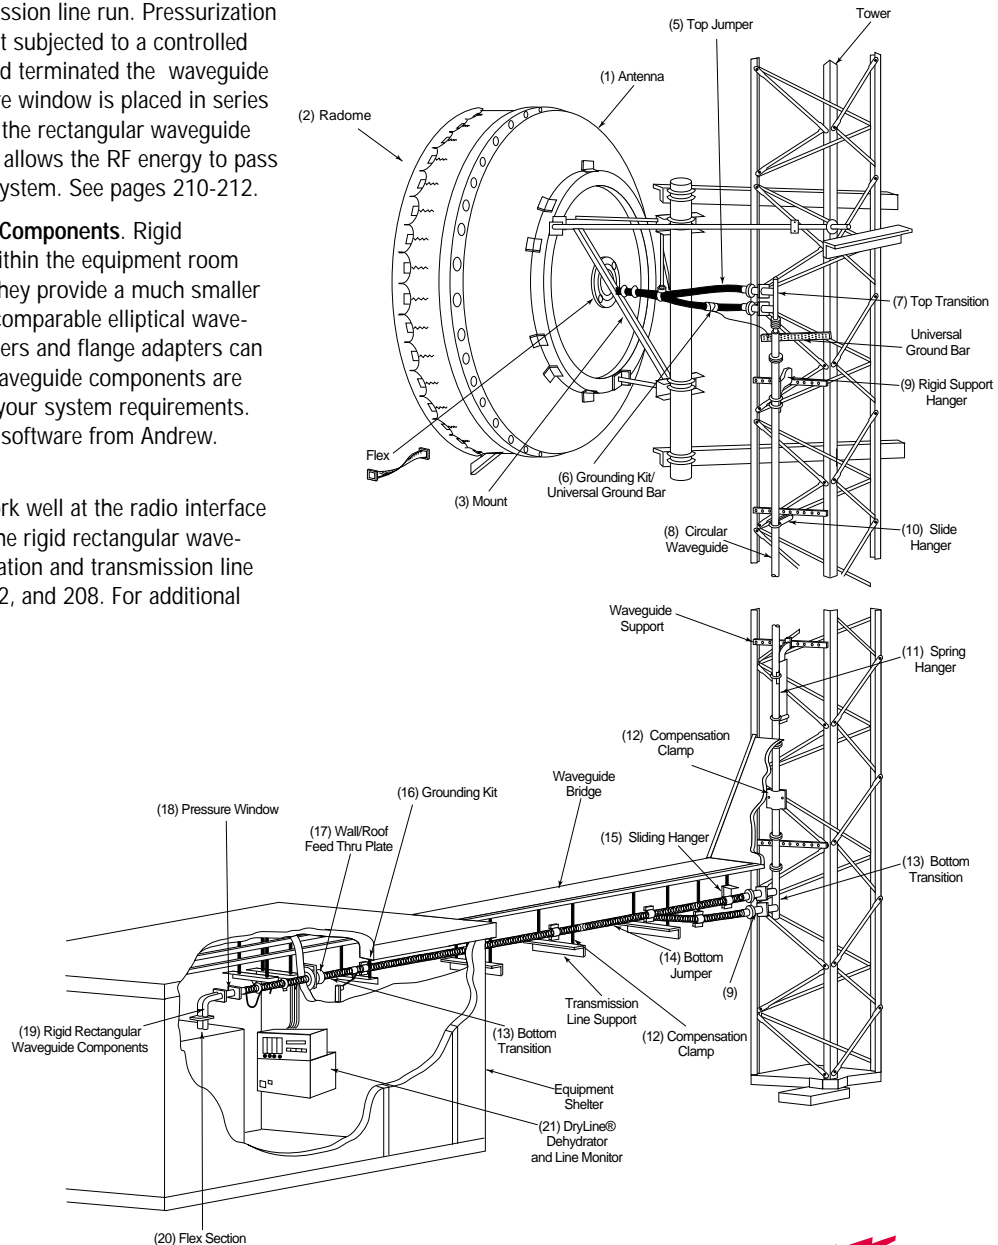 ssion line run. Pressurization
t subjected to a controlled
d terminated the waveguide
e window is placed in series
the rectangular waveguide
allows the RF energy to pass
ystem. See pages 210-212.
Components. Rigid
ithin the equipment room
hey provide a much smaller
comparable elliptical wave-
ers and flange adapters can
aveguide components are
your system requirements.
software from Andrew.
rk well at the radio interface
ne rigid rectangular wave-
ation and transmission line
2, and 208. For additional
Tower
(5) Top Jumper
(1) Antenna
(2) Radome
(7) Top Transition
Universal
Ground Bar
(9) Rigid Support
Hanger
Flex
(3) Mount
(6) Grounding Kit/
Universal Ground Bar
(8) Circular
Waveguide
(10) Slide
Hanger
Waveguide
Support
(11) Spring
Hanger
(12) Compensation
Clamp
Waveguide
Bridge
(16) Grounding Kit
(18) Pressure Window
(17) Wall/Roof
Feed Thru Plate
(15) Sliding Hanger
(13) Bottom
Transition
(14) Bottom
Jumper
(9)
Transmission
Line Support
(12) Compensation
Clamp
(13) Bottom
Transition
(19) Rigid Rectangular
Waveguide Components
Equipment
Shelter
(21) DryLine®
Dehydrator
and Line Monitor
(20) Flex Section